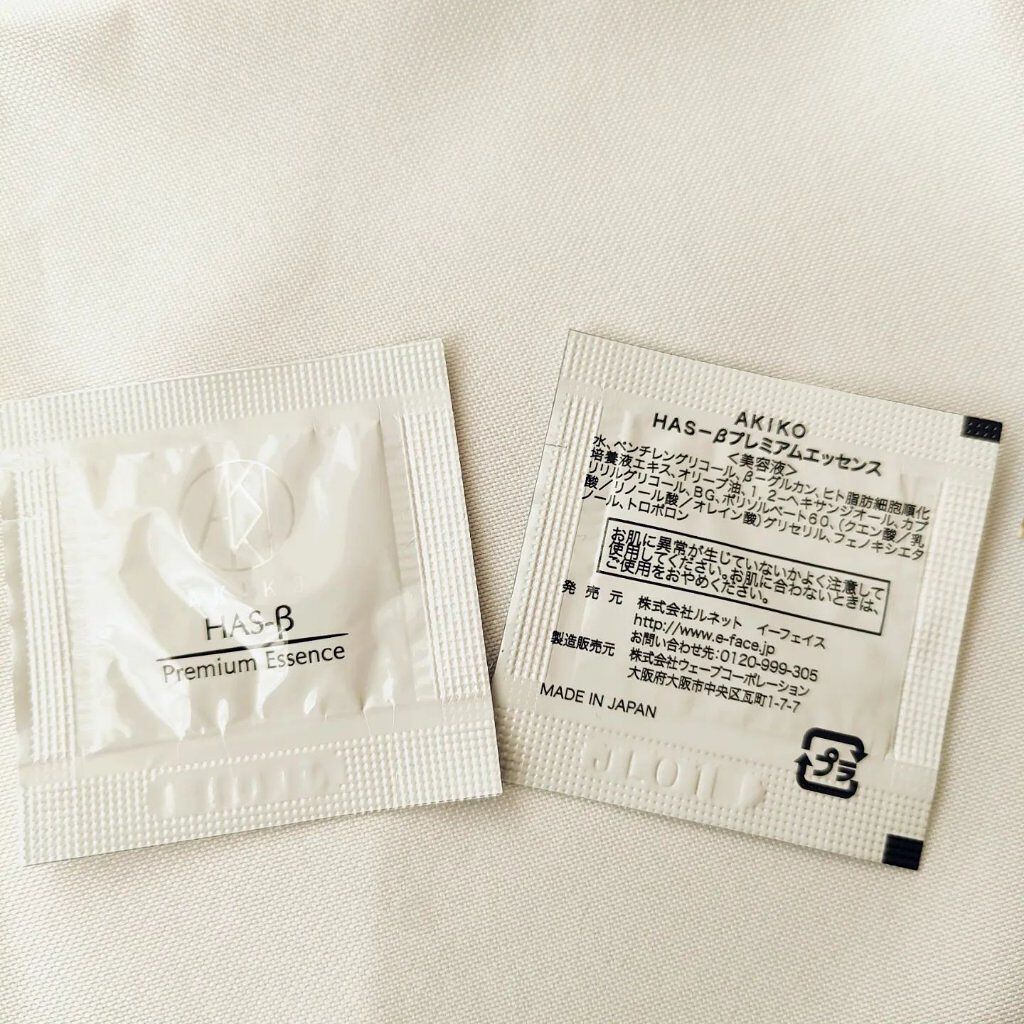 AKIKO
HAS-β
Premium Essence
AKIKO
HAS-βプレミアムエッセンス
<美容液>
水、ペンチレングリコール、β-グルカン、ヒト脂肪細胞順化
培養液エキス、オリーブ油、1,2-ヘキサンジオール、カプ
リリルグリコール、BG、ポリソルベート60、(クエン酸/乳
酸/リノール酸/オレイン酸)グリセリル、フェノキシエタ
ノール、トロポロン
お肌に異常が生じていないかよく注意して
使用してください。お肌に合わないときは、
ご使用をおやめください。
発売元 株式会社ルネット イーフェイス
http://www.e-face.jp
お問い合わせ先:0120-999-305
製造販売元 株式会社ウェーブコーポレーション
大阪府大阪市中央区瓦町1-7-7
MADE IN JAPAN
プラ